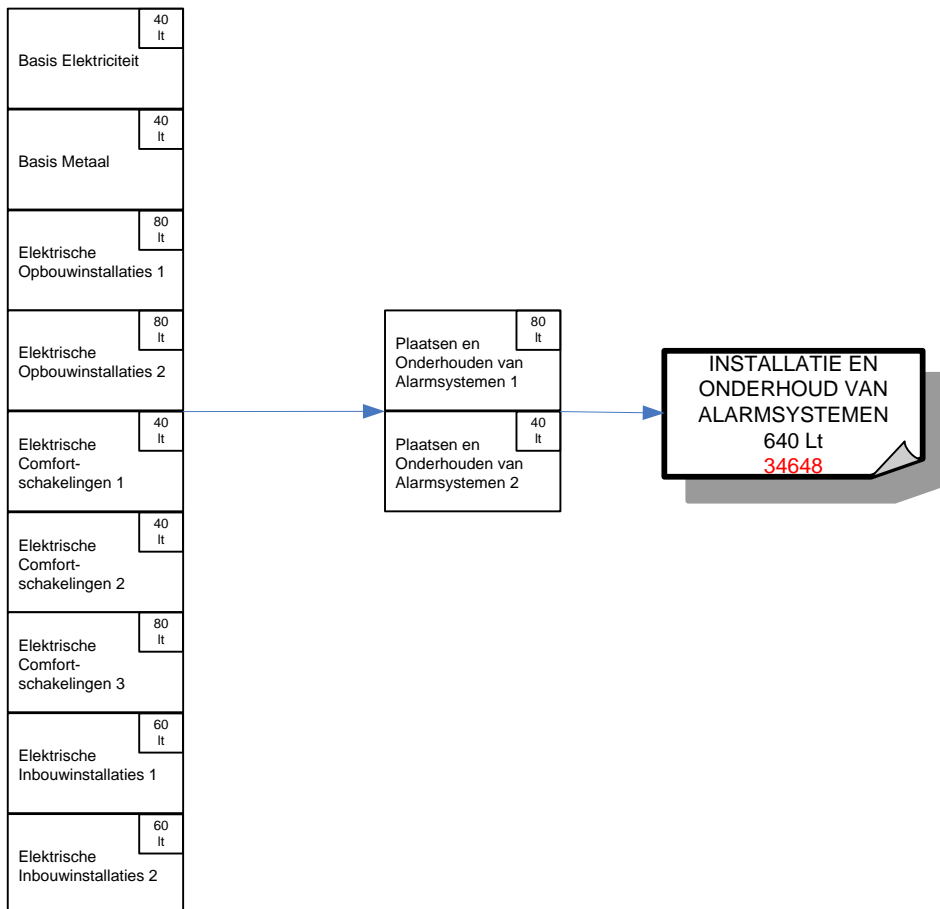 40
lt
Basis Elektriciteit
40
lt
Basis Metaal
80
lt
Elektrische
Opbouwinstallaties 1
80
lt
Elektrische
Opbouwinstallaties 2
40
lt
Elektrische
Comfort-
schakelingen 1
40
lt
Elektrische
Comfort-
schakelingen 2
80
lt
Elektrische
Comfort-
schakelingen 3
60
lt
Elektrische
Inbouwinstallaties 1
60
lt
Elektrische
Inbouwinstallaties 2
80
lt
Plaatsen en
Onderhouden van
Alarmsystemen 1
40
lt
Plaatsen en
Onderhouden van
Alarmsystemen 2
INSTALLATIE EN
ONDERHOUD VAN
ALARMSYSTEMEN
640 Lt
34648